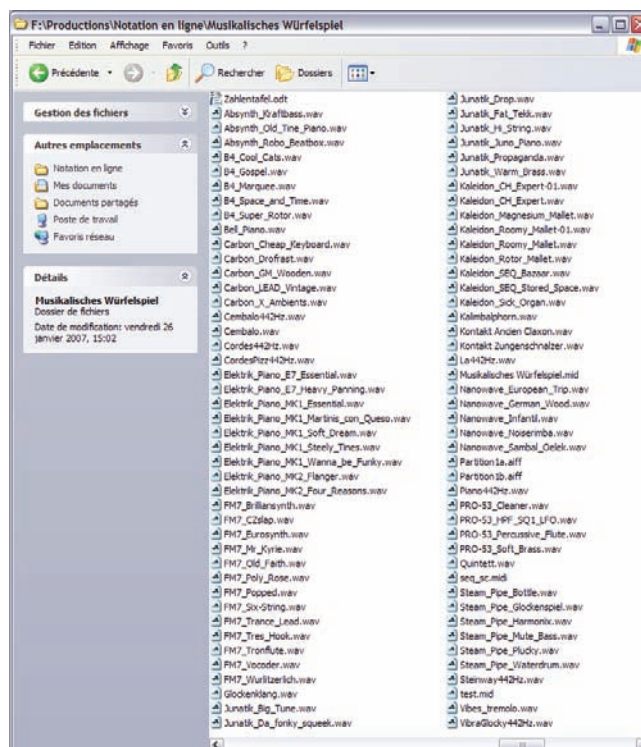 F:\Productions\Notation en ligne\Musikalisches Würfelspiel
Fichier Edition Affichage Favoris Outils ?
Précédente Rechercher Dossiers
Gestion des fichiers
Autres emplacements
Notation en ligne
Mes documents
Documents partagés
Poste de travail
Favoris réseau
Détails
Musikalisches Würfelspiel
Dossier de fichiers
Date de modification: vendredi 26
janvier 2007, 15:02
Zahlentafel.odt
Absynth_Kraftbass.wav
Absynth_Old_Tine_Piano.wav
Absynth_Robo_Beatbox.wav
B4_Cool_Cats.wav
B4_Gospel.wav
B4_Marquee.wav
B4_Space_and_Time.wav
B4_Super_Rotor.wav
Bell_Piano.wav
Carbon_Cheap_Keyboard.wav
Carbon_Drofrast.wav
Carbon_GM_Wooden.wav
Carbon_LEAD_Vintage.wav
Carbon_X_Ambients.wav
Cembalo442Hz.wav
Cembalo.wav
Cordes442Hz.wav
CordesPizz442Hz.wav
Elektrik_Piano_E7_Essential.wav
Elektrik_Piano_E7_Heavy_Panning.wav
Elektrik_Piano_MK1_Essential.wav
Elektrik_Piano_MK1_Martinis_con_Queso.wav
Elektrik_Piano_MK1_Soft_Dream.wav
Elektrik_Piano_MK1_Steely_Tines.wav
Elektrik_Piano_MK1_Wanna_be_Funky.wav
Elektrik_Piano_MK2_Flanger.wav
Elektrik_Piano_MK2_Four_Reasons.wav
FM7_Briliansynth.wav
FM7_CZslap.wav
FM7_Eurosynth.wav
FM7_Mr_Kyrie.wav
FM7_Old_Faith.wav
FM7_Poly_Rose.wav
FM7_Popped.wav
FM7_Six-String.wav
FM7_Trance_Lead.wav
FM7_Tres_Hook.wav
FM7_Tronflute.wav
FM7_Vocoder.wav
FM7_Wurlitzerlich.wav
Glockenklang.wav
Junatik_Big_Tune.wav
Junatik_Da_fonky_squeek.wav
Junatik_Drop.wav
Junatik_Fat_Tekk.wav
Junatik_Hi_String.wav
Junatik_Juno_Piano.wav
Junatik_Propaganda.wav
Junatik_Warm_Brass.wav
Kaleidon_CH_Expert-01.wav
Kaleidon_CH_Expert.wav
Kaleidon_Magnesium_Mallet.wav
Kaleidon_Roomy_Mallet-01.wav
Kaleidon_Roomy_Mallet.wav
Kaleidon_Rotor_Mallet.wav
Kaleidon_SEQ_Bazaar.wav
Kaleidon_SEQ_Stored_Space.wav
Kaleidon_Sick_Organ.wav
Kalimbalphorn.wav
Kontakt Ancien Claxon.wav
Kontakt Zungenschnalzer.wav
La442Hz.wav
Musikalisches Würfelspiel.mid
Nanowave_European_Trip.wav
Nanowave_German_Wood.wav
Nanowave_Infantil.wav
Nanowave_Noiserimba.wav
Nanowave_Sambal_Oelek.wav
Partition1a.aiff
Partition1b.aiff
Piano442Hz.wav
PRO-53_Cleaner.wav
PRO-53_HPF_SQ1_LFO.wav
PRO-53_Percussive_Flute.wav
PRO-53_Soft_Brass.wav
Quintett.wav
seq_sc.midi
Steam_Pipe_Bottle.wav
Steam_Pipe_Glockenspiel.wav
Steam_Pipe_Harmonix.wav
Steam_Pipe_Mute_Bass.wav
Steam_Pipe_Plucky.wav
Steam_Pipe_Waterdrum.wav
Steinway442Hz.wav
test.mid
Vibes_tremolo.wav
VibraGlocky442Hz.wav